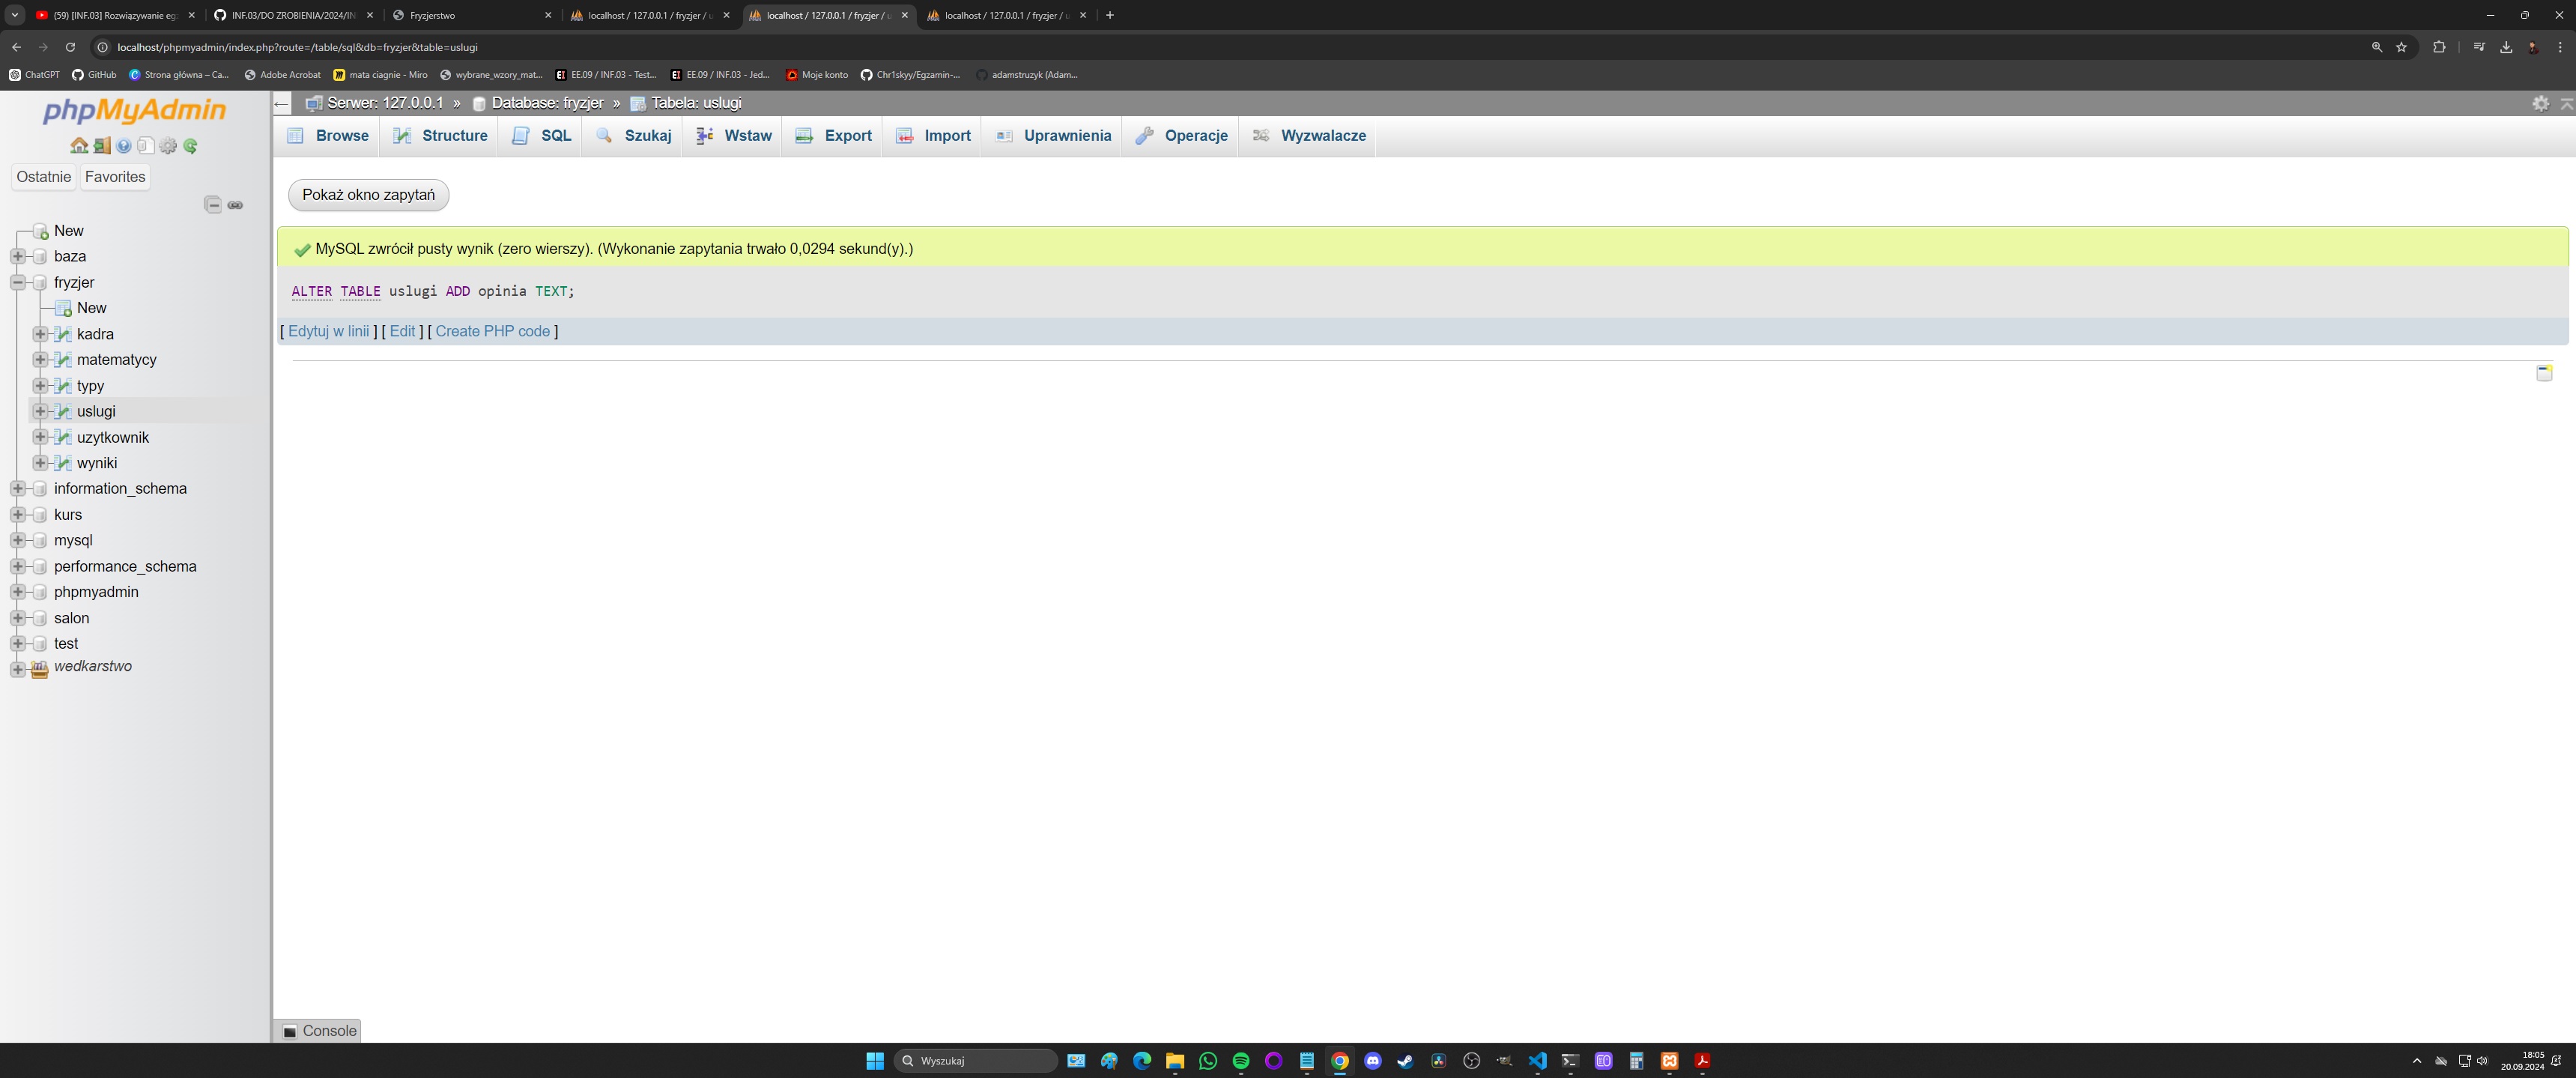 (59) [INF.03] Rozwiązywanie eg
INF.03/DO ZROBIENIA/2024/IN
Fryzjerstwo
localhost / 127.0.0.1 / fryzjer / u
localhost / 127.0.0.1 / fryzjer / u
localhost / 127.0.0.1 / fryzjer / u
localhost/phpmyadmin/index.php?route=/table/sql&db=fryzjer&table=uslugi
ChatGPT
GitHub
Strona główna – Ca...
Adobe Acrobat
mata ciagnie - Miro
wybrane_wzory_mat...
EE.09 / INF.03 - Test...
EE.09 / INF.03 - Jed...
Moje konto
Chr1skyy/Egzamin-...
adamstruzyk (Adam...
phpMyAdmin
Ostatnie
Favorites
New
baza
fryzjer
New
kadra
matematycy
typy
uslugi
uzytkownik
wyniki
information_schema
kurs
mysql
performance_schema
phpmyadmin
salon
test
wedkarstwo
Serwer: 127.0.0.1 » Database: fryzjer » Tabela: uslugi
Browse
Structure
SQL
Szukaj
Wstaw
Export
Import
Uprawnienia
Operacje
Wyzwalacze
Pokaż okno zapytań
MySQL zwrócił pusty wynik (zero wierszy). (Wykonanie zapytania trwało 0,0294 sekund(y).)
ALTER TABLE uslugi ADD opinia TEXT;
[ Edytuj w linii ] [ Edit ] [ Create PHP code ]
Console
Wyszukaj
18:05
20.09.2024